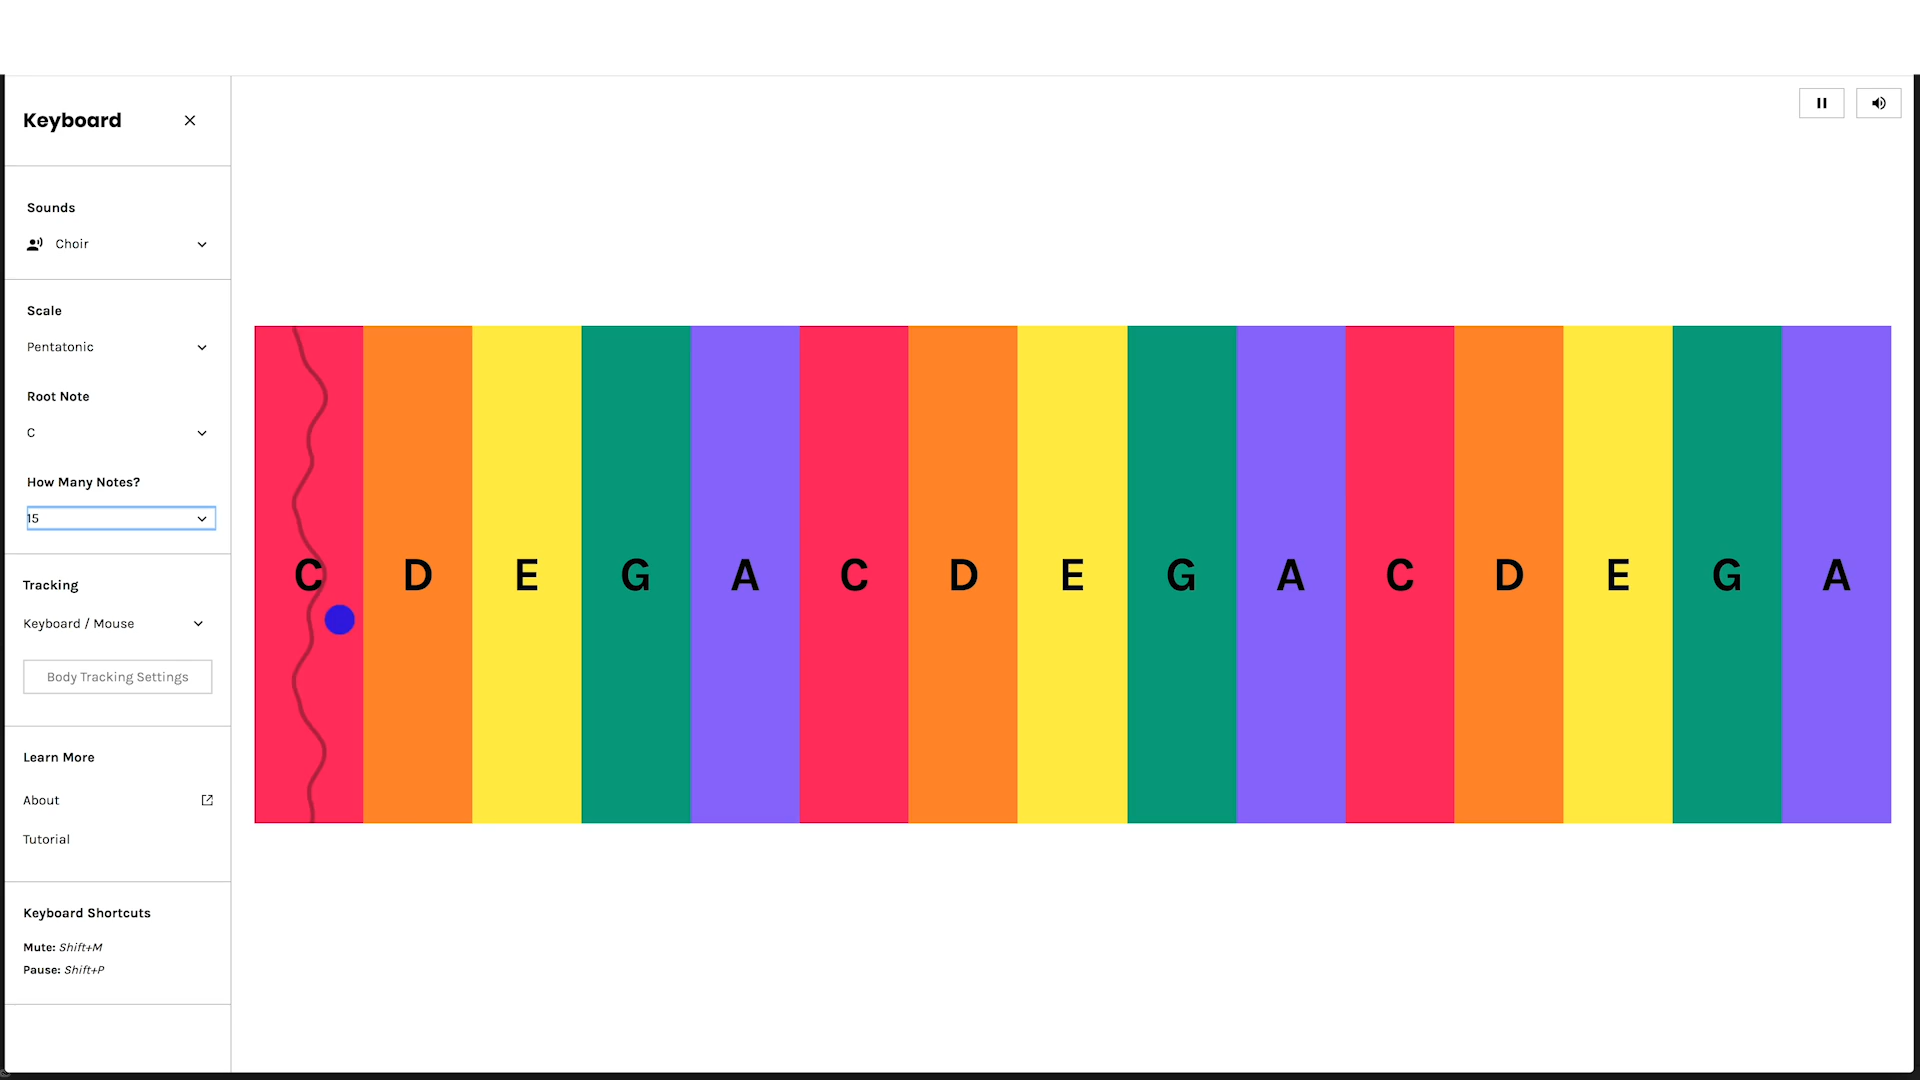 Keyboard
Sounds
Choir
Scale
Pentatonic
Root Note
C
How Many Notes?
15
Tracking
Keyboard / Mouse
Body Tracking Settings
Learn More
About
Tutorial
Keyboard Shortcuts
Mute: Shift+M
Pause: Shift+P
C D E G A C D E G A C D E G A